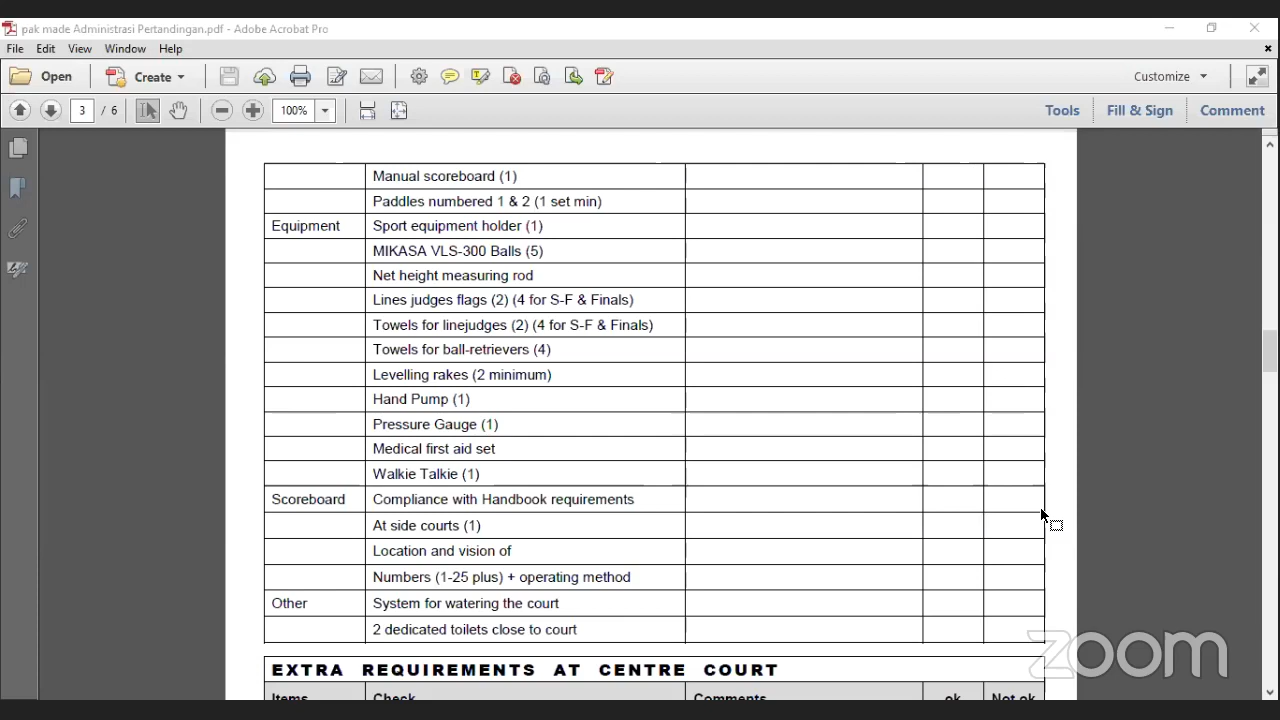 pak made Administrasi Pertandingan.pdf - Adobe Acrobat Pro
File Edit View Window Help
Open Create Customize
3 / 6 100% Tools Fill & Sign Comment
Manual scoreboard (1)
Paddles numbered 1 & 2 (1 set min)
Equipment Sport equipment holder (1)
MIKASA VLS-300 Balls (5)
Net height measuring rod
Lines judges flags (2) (4 for S-F & Finals)
Towels for linejudges (2) (4 for S-F & Finals)
Towels for ball-retrievers (4)
Levelling rakes (2 minimum)
Hand Pump (1)
Pressure Gauge (1)
Medical first aid set
Walkie Talkie (1)
Scoreboard Compliance with Handbook requirements
At side courts (1)
Location and vision of
Numbers (1-25 plus) + operating method
Other System for watering the court
2 dedicated toilets close to court
EXTRA REQUIREMENTS AT CENTRE COURT
Items Check Comments ok Not ok
zoom